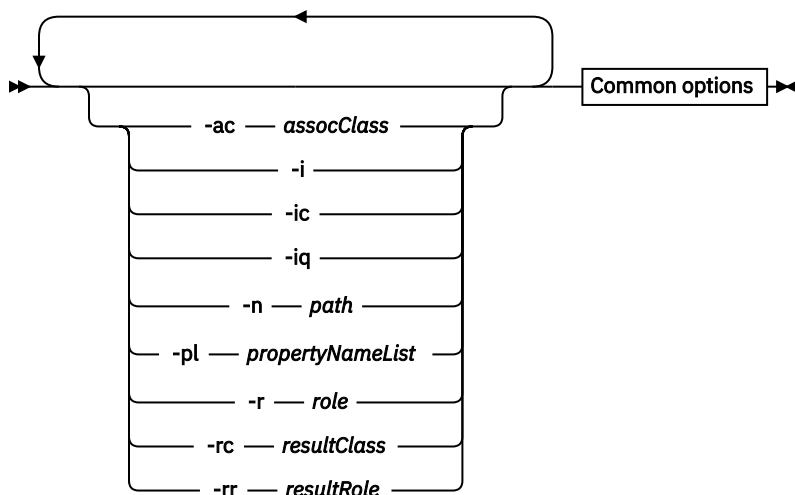 Common options
-ac assocClass
-i
-ic
-iq
-n path
-pl propertyNameList
-r role
-rc resultClass
-rr resultRole